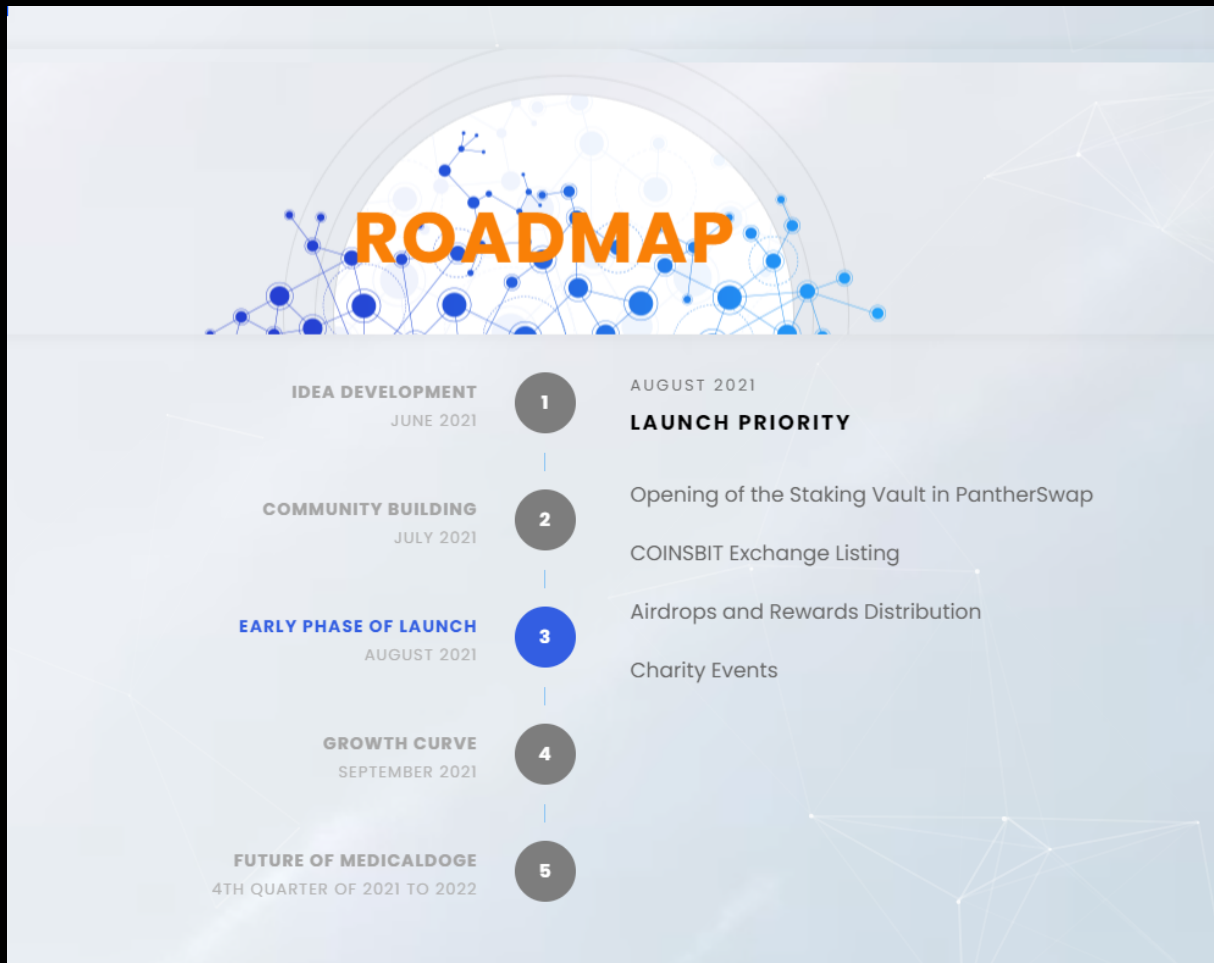 ROADMAP
IDEA DEVELOPMENT
JUNE 2021
1
COMMUNITY BUILDING
JULY 2021
2
EARLY PHASE OF LAUNCH
AUGUST 2021
3
GROWTH CURVE
SEPTEMBER 2021
4
FUTURE OF MEDICALDOGE
4TH QUARTER OF 2021 TO 2022
5
AUGUST 2021
LAUNCH PRIORITY
Opening of the Staking Vault in PantherSwap
COINSBIT Exchange Listing
Airdrops and Rewards Distribution
Charity Events